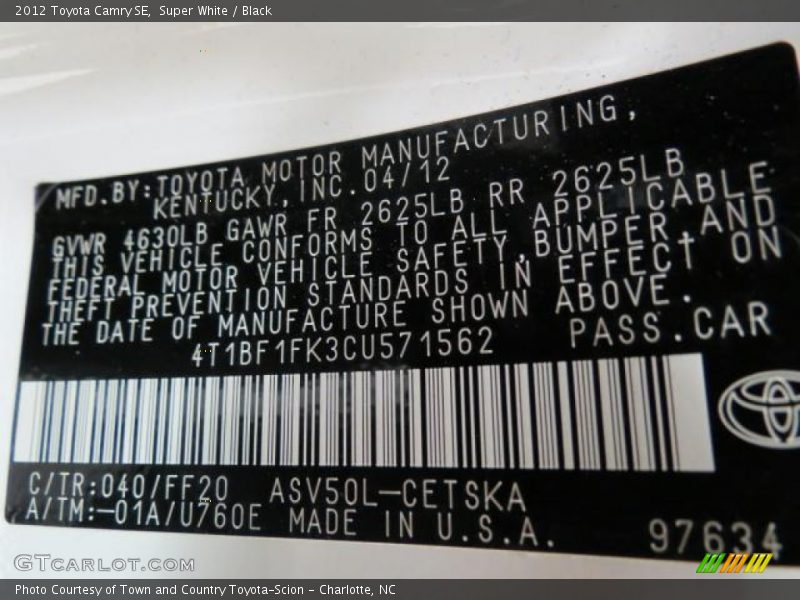 2012 Toyota Camry SE, Super White / Black
MFD.BY:TOYOTA MOTOR MANUFACTURING,
KENTUCKY,INC.04/12
GVWR 4630LB GAWR FR 2625LB RR 2625LB
THIS VEHICLE CONFORMS TO ALL APPLICABLE
FEDERAL MOTOR VEHICLE SAFETY,BUMPER,AND
THEFT PREVENTION STANDARDS IN EFFECT ON
THE DATE OF MANUFACTURE SHOWN ABOVE.
4T1BF1FK3CU571562 PASS.CAR
C/TR:040/FF20 ASV50L-CETSKA
A/TM:-01A/U760E MADE IN U.S.A.
97634
GTcarlot.com
Photo Courtesy of Town and Country Toyota-Scion - Charlotte, NC